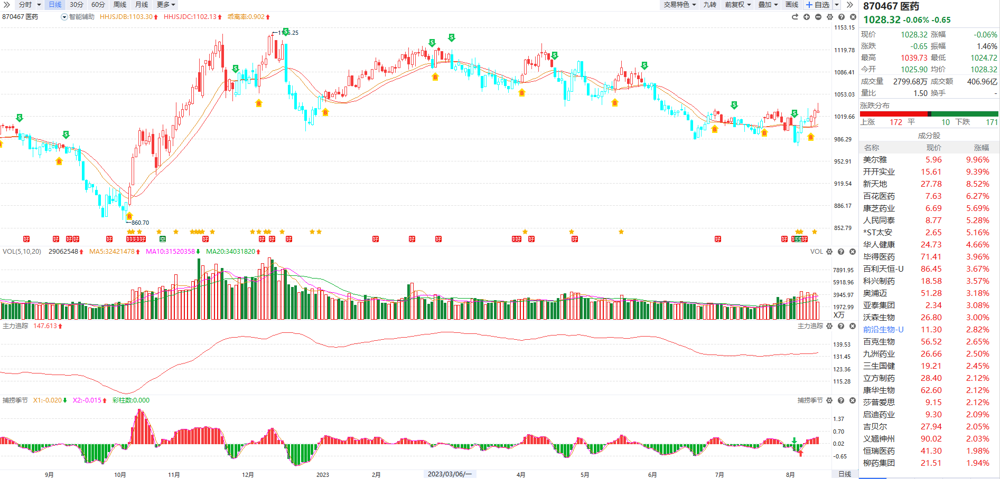 分时 日线 30分 60分 周线 月线 更多 交易特色 九转 前复权 叠加 画线 自选
870467 医药 智能辅助 HHJSJDB:1103.30 HHJSJDC:1102.13 乖离率:0.902
1153.15
1119.78
1086.41
1053.03
1019.66
986.29
952.91
919.54
886.17
852.79
860.70
VOL(5,10,20) 29062548 MA5:32421478 MA10:31520358 MA20:34031820 VOL
7891.95
5918.96
3945.97
1972.99
X万
主力追踪 147.613 主力追踪
139.53
131.45
123.36
115.28
捕捞季节 X1:-0.020 X2:-0.015 彩柱数:0.000 捕捞季节
1.37
0.70
0.02
-0.65
9月 10月 11月 12月 2023 2月 2023/03/06/一 4月 5月 6月 7月 8月 日线
870467 医药
1028.32 -0.06% -0.65
现价 1028.32 涨幅 -0.06%
涨跌 -0.65 振幅 1.46%
最高 1039.73 最低 1024.72
今开 1025.90 均价 1028.32
成交量 2799.68万 成交额 406.96亿
量比 1.50 换手 -
涨跌分布
上涨 172 平 10 下跌 171
成分股
名称 现价 涨幅
美尔雅 5.96 9.96%
开开实业 15.61 9.39%
新天地 27.78 8.52%
百花医药 7.63 6.27%
康芝药业 6.69 5.69%
人民同泰 8.77 5.28%
*ST太安 2.65 5.16%
华人健康 24.73 4.66%
毕得医药 71.41 3.96%
百利天恒-U 86.45 3.67%
科兴制药 18.58 3.57%
奥浦迈 51.28 3.18%
亚泰集团 2.34 3.08%
沃森生物 26.80 3.00%
前沿生物-U 11.30 2.82%
百克生物 56.52 2.65%
九洲药业 26.66 2.50%
三生国健 19.21 2.45%
立方制药 28.40 2.12%
康华生物 62.60 2.12%
莎普爱思 9.15 2.12%
启迪药业 9.30 2.09%
吉贝尔 27.94 2.05%
义翘神州 90.02 2.03%
恒瑞医药 41.30 1.98%
柳药集团 21.51 1.94%